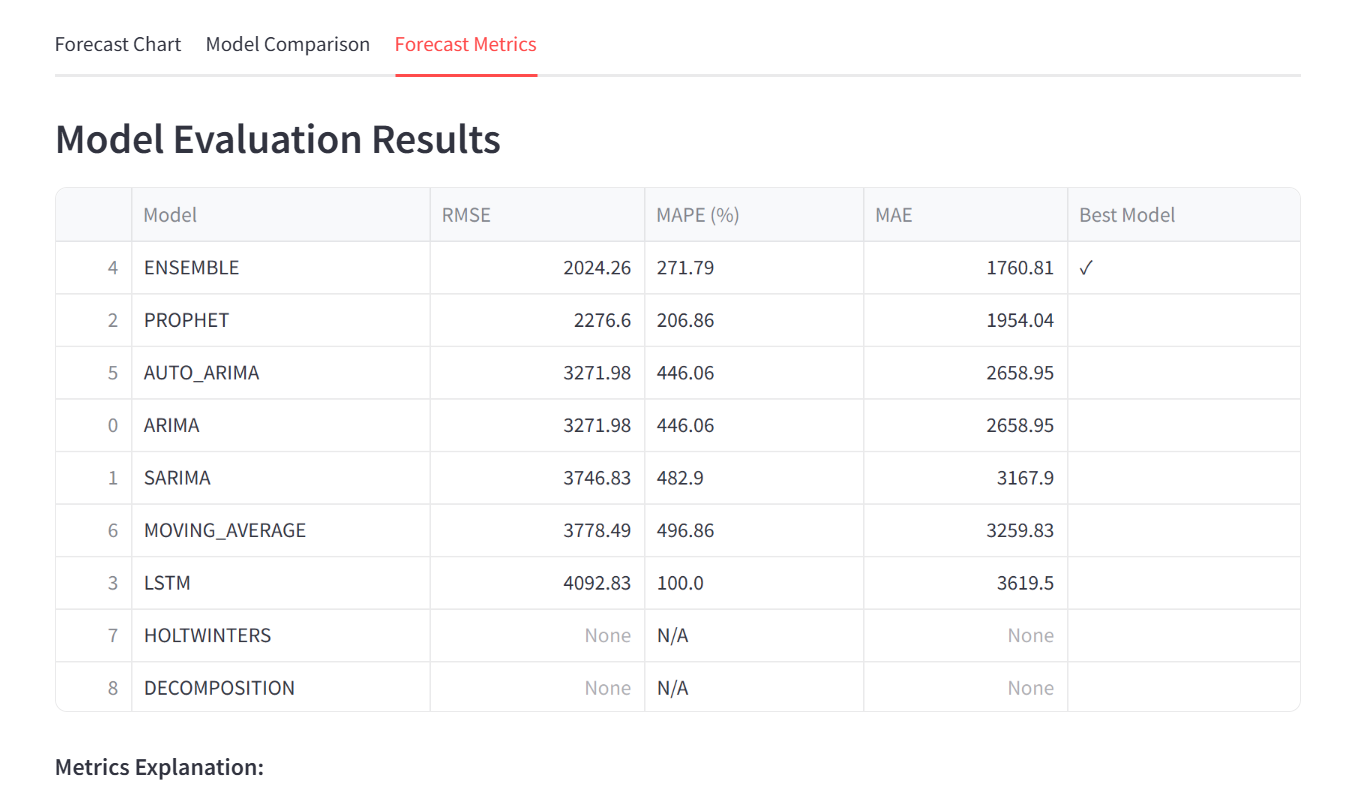 Forecast Chart Model Comparison Forecast Metrics
Model Evaluation Results
Model RMSE MAPE (%) MAE Best Model
4 ENSEMBLE 2024.26 271.79 1760.81 ✓
2 PROPHET 2276.6 206.86 1954.04
5 AUTO_ARIMA 3271.98 446.06 2658.95
0 ARIMA 3271.98 446.06 2658.95
1 SARIMA 3746.83 482.9 3167.9
6 MOVING_AVERAGE 3778.49 496.86 3259.83
3 LSTM 4092.83 100.0 3619.5
7 HOLTWINTERS None N/A None
8 DECOMPOSITION None N/A None
Metrics Explanation: